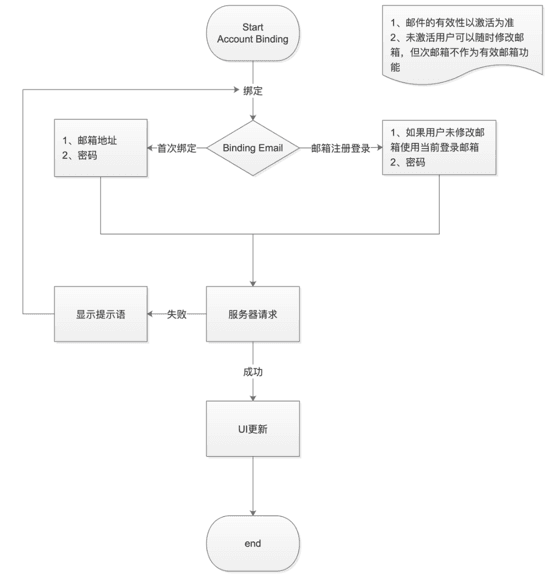 Start
Account Binding
1、邮件的有效性以激活为准
2、未激活用户可以随时修改邮
箱，但次邮箱不作为有效邮箱功
能
绑定
1、邮箱地址
2、密码
首次绑定
Binding Email
邮箱注册登录
1、如果用户未修改邮
箱使用当前登录邮箱
2、密码
显示提示语
失败
服务器请求
成功
UI更新
end